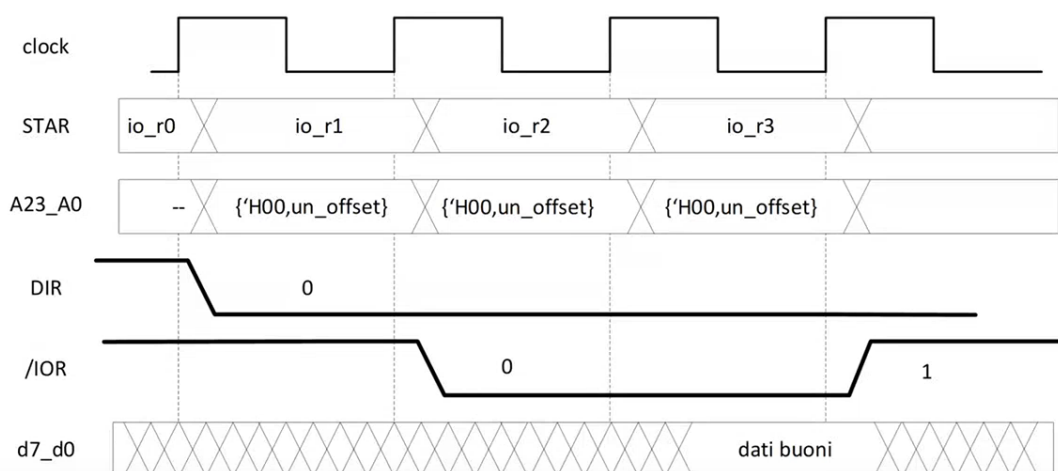 clock
STAR io_r0 io_r1 io_r2 io_r3
A23_A0 -- {‘H00,un_offset} {‘H00,un_offset} {‘H00,un_offset}
DIR 0
/IOR 0 1
d7_d0 dati buoni